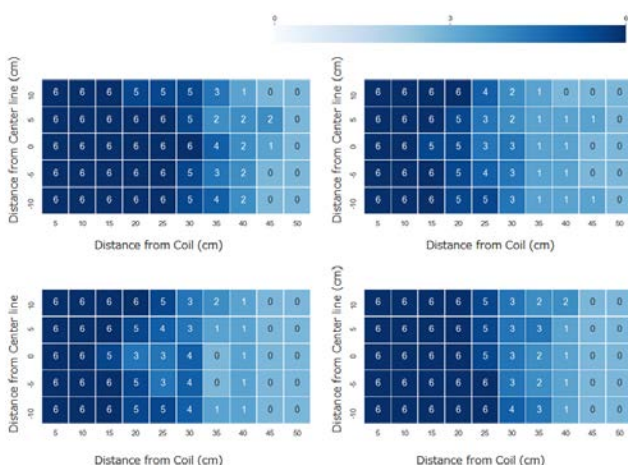 0 3 6
Distance from Center line (cm)
10 6 6 6 5 5 5 3 1 0 0
5 6 6 6 6 6 5 2 2 2 0
0 6 6 6 6 6 6 4 2 1 0
-5 6 6 6 6 6 5 3 2 0 0
-10 6 6 6 6 6 5 4 2 0 0
5 10 15 20 25 30 35 40 45 50
Distance from Coil (cm)
Distance from Center line (cm)
10 6 6 6 6 4 2 1 0 0 0
5 6 6 6 5 3 2 1 1 1 0
0 6 6 5 5 3 2 1 1 0 0
-5 6 6 6 5 4 3 1 1 0 0
-10 6 6 6 5 5 3 1 1 1 0
5 10 15 20 25 30 35 40 45 50
Distance from Coil (cm)
Distance from Center line
10 6 6 6 6 5 3 2 1 0 0
5 6 6 6 5 4 3 1 1 0 0
0 6 6 5 3 3 4 0 1 0 0
-5 6 6 6 5 3 4 0 1 0 0
-10 6 6 6 5 5 4 1 1 0 0
5 10 15 20 25 30 35 40 45 50
Distance from Coil (cm)
Distance from Center line (cm)
10 6 6 6 6 5 3 2 2 0 0
5 6 6 6 6 5 3 3 1 0 0
0 6 6 6 6 5 3 2 1 0 0
-5 6 6 6 6 6 3 2 1 0 0
-10 6 6 6 6 6 4 3 1 0 0
5 10 15 20 25 30 35 40 45 50
Distance from Coil (cm)